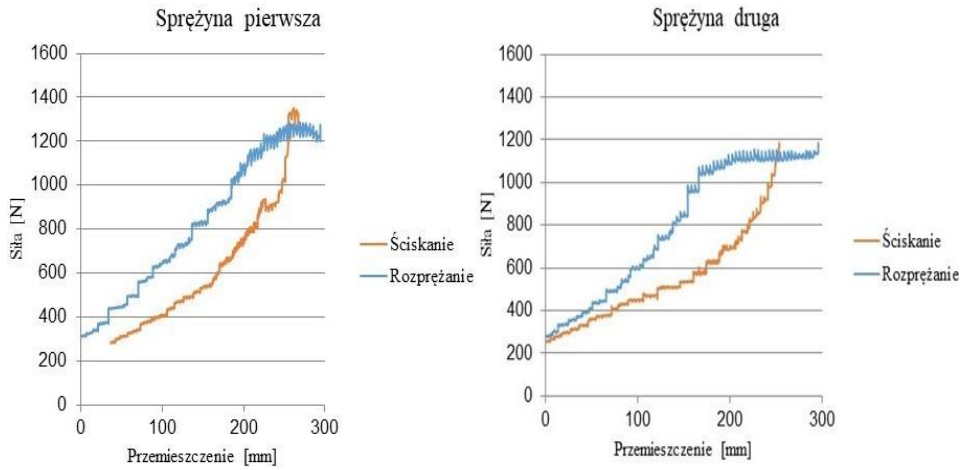 Sprężyna pierwsza
1600
1400
1200
1000
800
600
400
200
0
0 100 200 300
Siła [N]
Przemieszczenie [mm]
Ściskanie
Rozprężanie
Sprężyna druga
1600
1400
1200
1000
800
600
400
200
0
0 100 200 300
Siła [N]
Przemieszczenie [mm]
Ściskanie
Rozprężanie